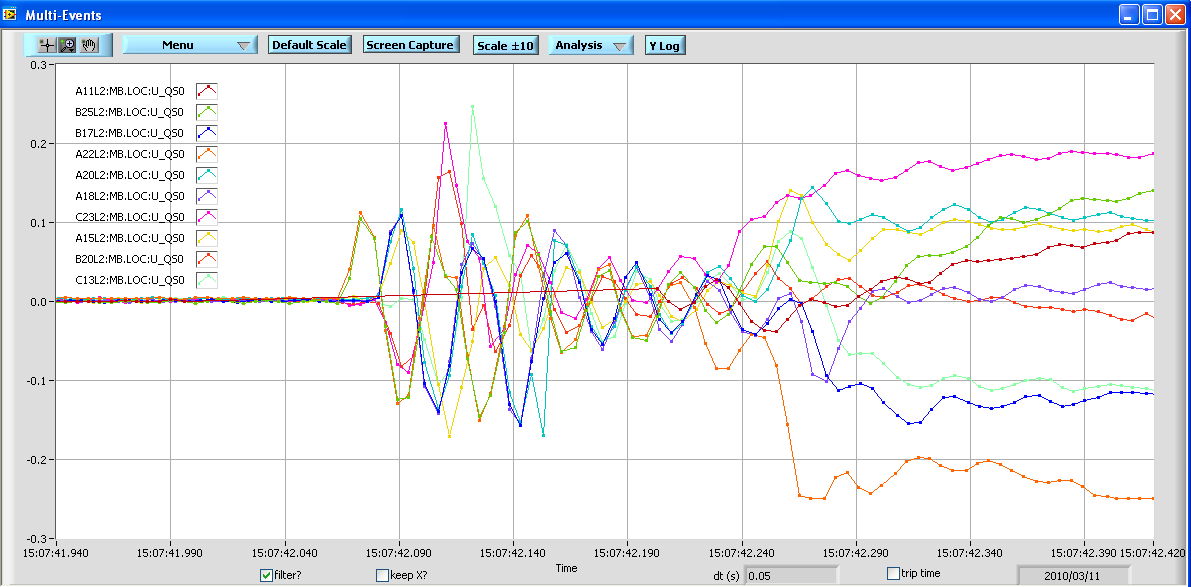 Multi-Events
Menu Default Scale Screen Capture Scale ±10 Analysis Y Log
0.3
A11L2:MB.LOC:U_QS0
B25L2:MB.LOC:U_QS0
B17L2:MB.LOC:U_QS0
0.2
A22L2:MB.LOC:U_QS0
A20L2:MB.LOC:U_QS0
A18L2:MB.LOC:U_QS0
C23L2:MB.LOC:U_QS0
0.1
A15L2:MB.LOC:U_QS0
B20L2:MB.LOC:U_QS0
C13L2:MB.LOC:U_QS0
0.0
-0.1
-0.2
-0.3
15:07:41.940 15:07:41.990 15:07:42.040 15:07:42.090 15:07:42.140 15:07:42.190 15:07:42.240 15:07:42.290 15:07:42.340 15:07:42.390 15:07:42.420
Time
filter? keep X? dt (s) 0.05 trip time 2010/03/11